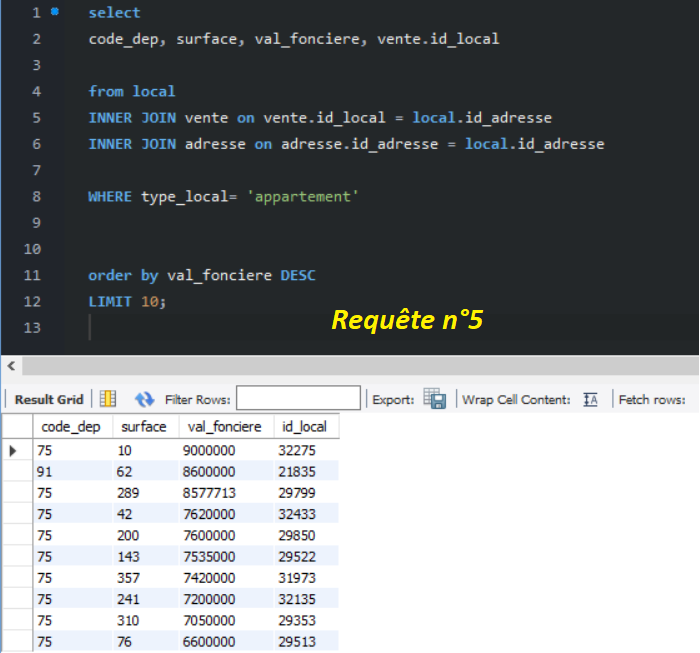 1 select
2 code_dep, surface, val_fonciere, vente.id_local
3
4 from local
5 INNER JOIN vente on vente.id_local = local.id_adresse
6 INNER JOIN adresse on adresse.id_adresse = local.id_adresse
7
8 WHERE type_local= 'appartement'
9
10
11 order by val_fonciere DESC
12 LIMIT 10;
Requête n°5
13
Result Grid Filter Rows: Export: Wrap Cell Content: Fetch rows:
code_dep surface val_fonciere id_local
75 10 9000000 32275
91 62 8600000 21835
75 289 8577713 29799
75 42 7620000 32433
75 200 7600000 29850
75 143 7535000 29522
75 357 7420000 31973
75 241 7200000 32135
75 310 7050000 29353
75 76 6600000 29513